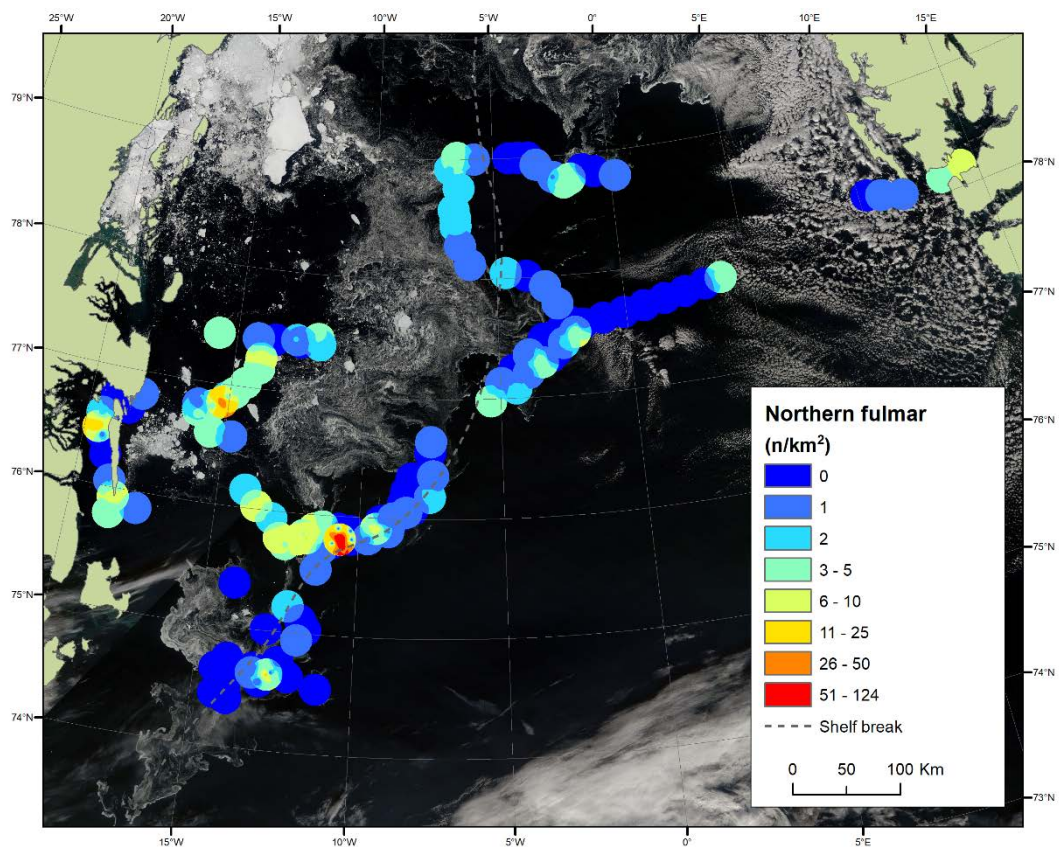 25°W 20°W 15°W 10°W 5°W 0° 5°E 10°E 15°E
79°N
78°N
78°N
77°N
77°N
76°N
76°N
75°N
75°N
74°N
74°N
73°N
Northern fulmar
(n/km²)
0
1
2
3 - 5
6 - 10
11 - 25
26 - 50
51 - 124
Shelf break
0 50 100 Km
15°W 10°W 5°W 0° 5°E